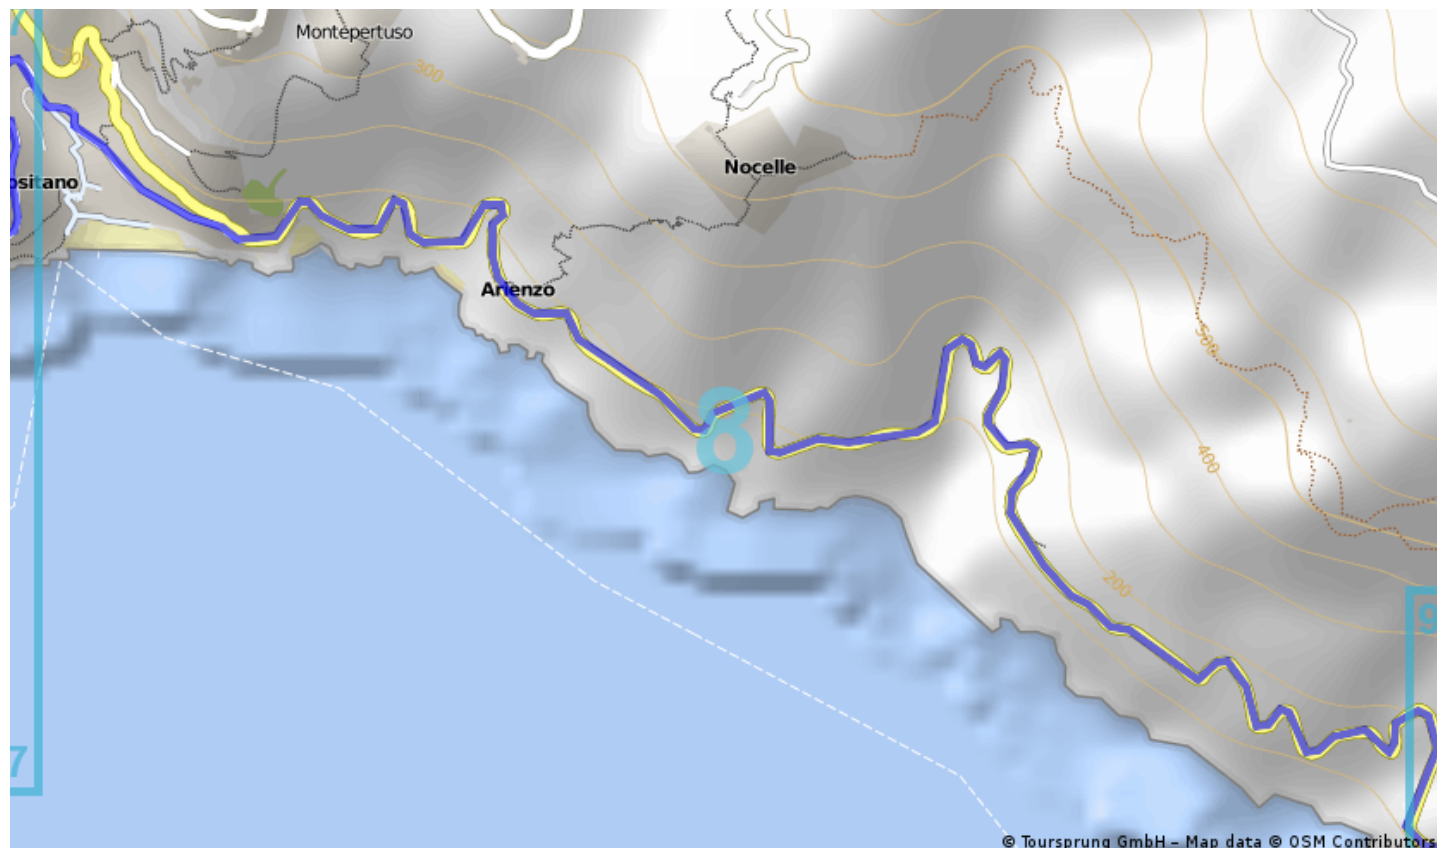 Montepertuso
300
Nocelle
ositano
Arienzo
500
8
400
200
9
7
© Toursprung GmbH – Map data © OSM Contributors